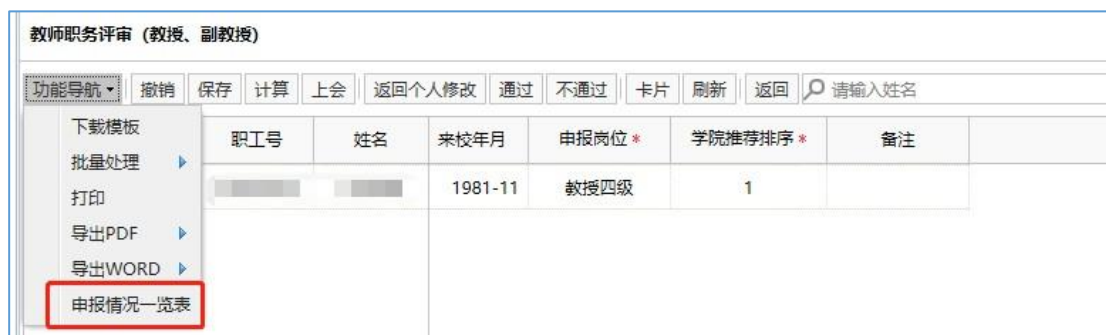 教师职务评审（教授、副教授)
功能导航 撤销 保存 计算 上会 返回个人修改 通过 不通过 卡片 刷新 返回 请输入姓名
职工号 姓名 来校年月 申报岗位 * 学院推荐排序 * 备注
1981-11 教授四级 1
下载模板
批量处理
打印
导出PDF
导出WORD
申报情况一览表